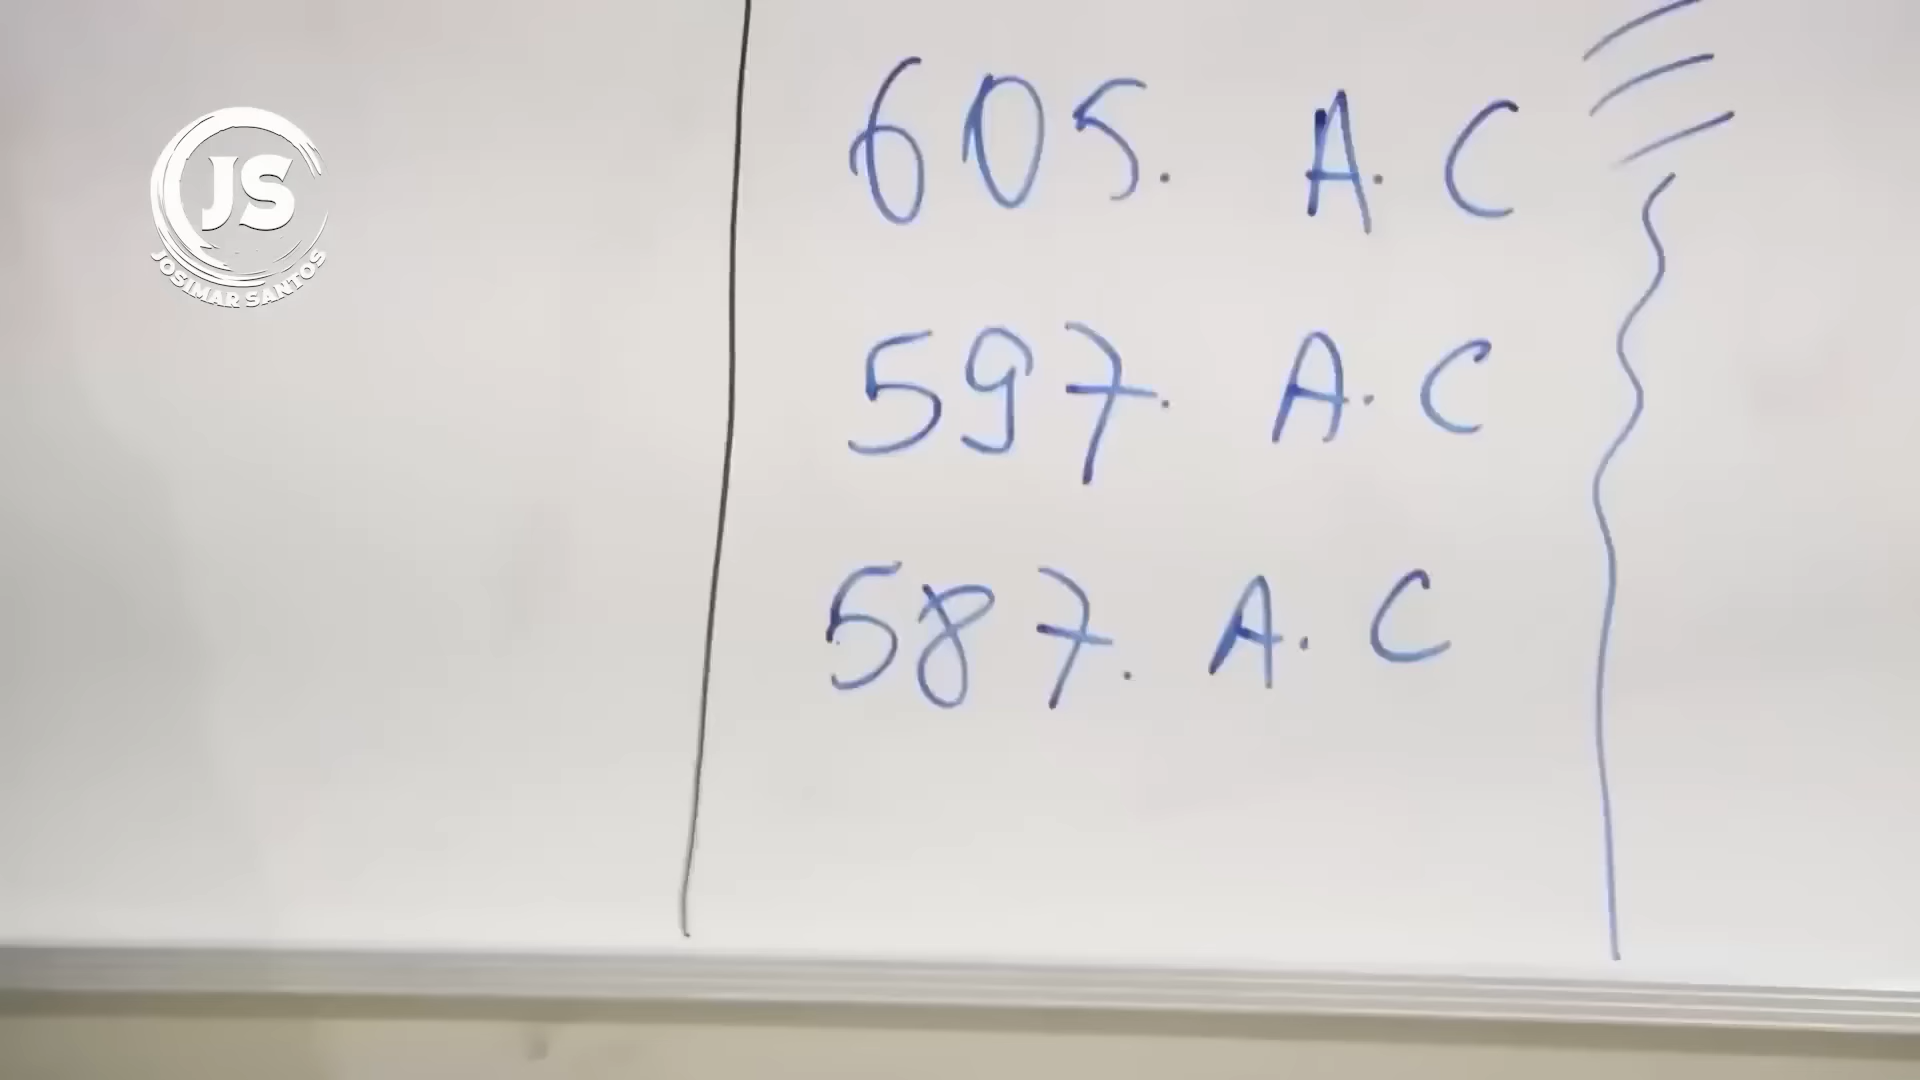 JS
JOSIMAR SANTOS
605. A. C
597. A. C
587. A. C